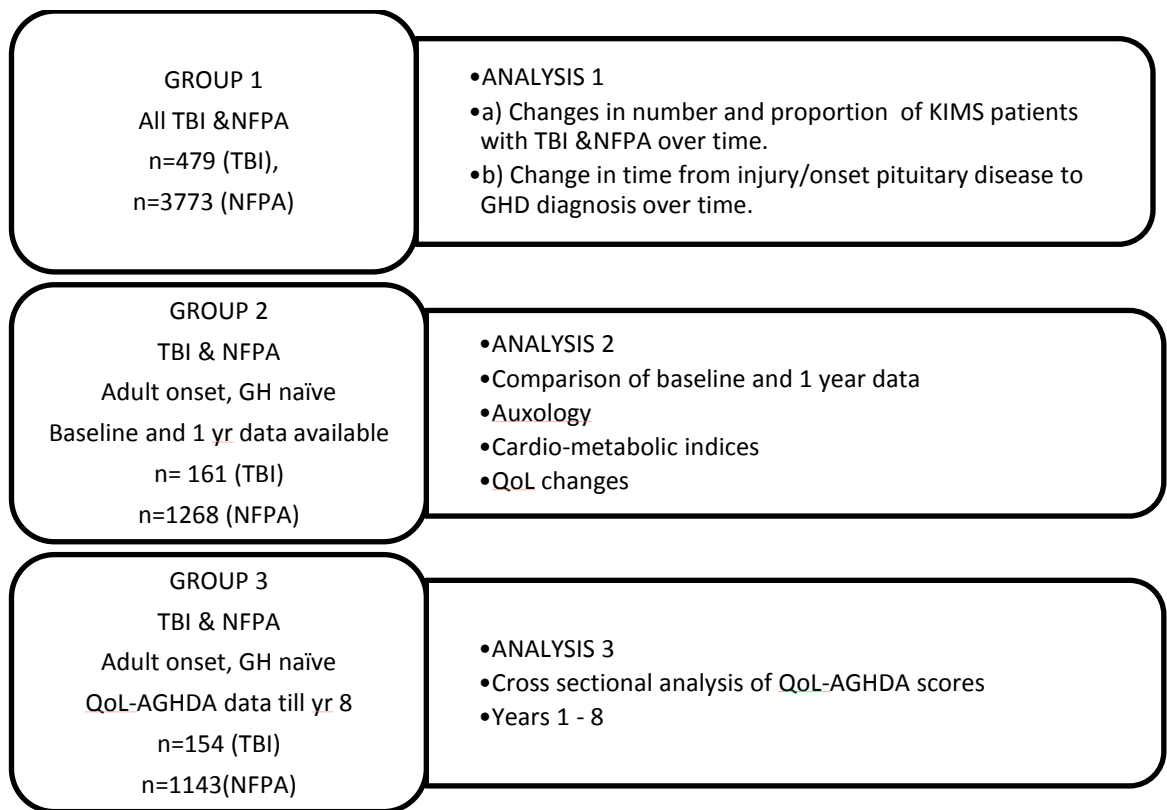 GROUP 1
All TBI &NFPA
n=479 (TBI),
n=3773 (NFPA)
•ANALYSIS 1
•a) Changes in number and proportion of KIMS patients
with TBI &NFPA over time.
•b) Change in time from injury/onset pituitary disease to
GHD diagnosis over time.
GROUP 2
TBI & NFPA
Adult onset, GH naïve
Baseline and 1 yr data available
n= 161 (TBI)
n=1268 (NFPA)
•ANALYSIS 2
•Comparison of baseline and 1 year data
•Auxology
•Cardio-metabolic indices
•QoL changes
GROUP 3
TBI & NFPA
Adult onset, GH naïve
QoL-AGHDA data till yr 8
n=154 (TBI)
n=1143(NFPA)
•ANALYSIS 3
•Cross sectional analysis of QoL-AGHDA scores
•Years 1 - 8